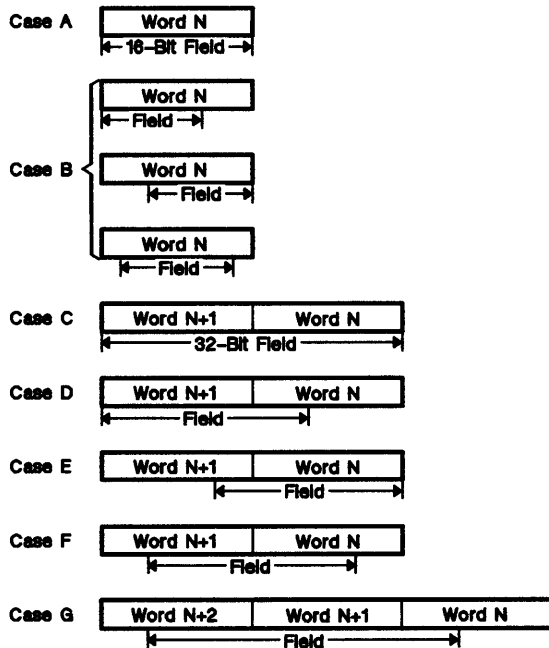 Case A
Word N
16-Bit Field
Word N
Field
Case B
Word N
Field
Word N
Field
Case C
Word N+1 Word N
32-Bit Field
Case D
Word N+1 Word N
Field
Case E
Word N+1 Word N
Field
Case F
Word N+1 Word N
Field
Case G
Word N+2 Word N+1 Word N
Field